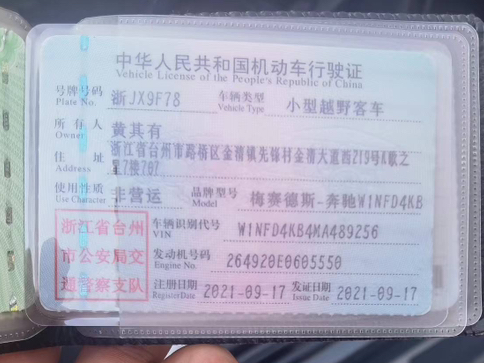 中华人民共和国机动车行驶证
Vehicle License of the People's Republic of China
号牌号码 浙JX9F78 车辆类型 小型越野客车
Plate No. Vehicle Type
所有人 黄其有
Owner
住址 浙江省台州市路桥区金清镇先锋村金清大道西219号K歌之
Address 星7楼707
使用性质 非营运 品牌型号 梅赛德斯-奔驰W1NFD4KB
Use Character Model
浙江省台州
市公安局交
通警察支队
车辆识别代号 W1NFD4KB4MA489256
VIN
发动机号码 264920E0605550
Engine No.
注册日期 2021-09-17 发证日期 2021-09-17
Register Date Issue Date